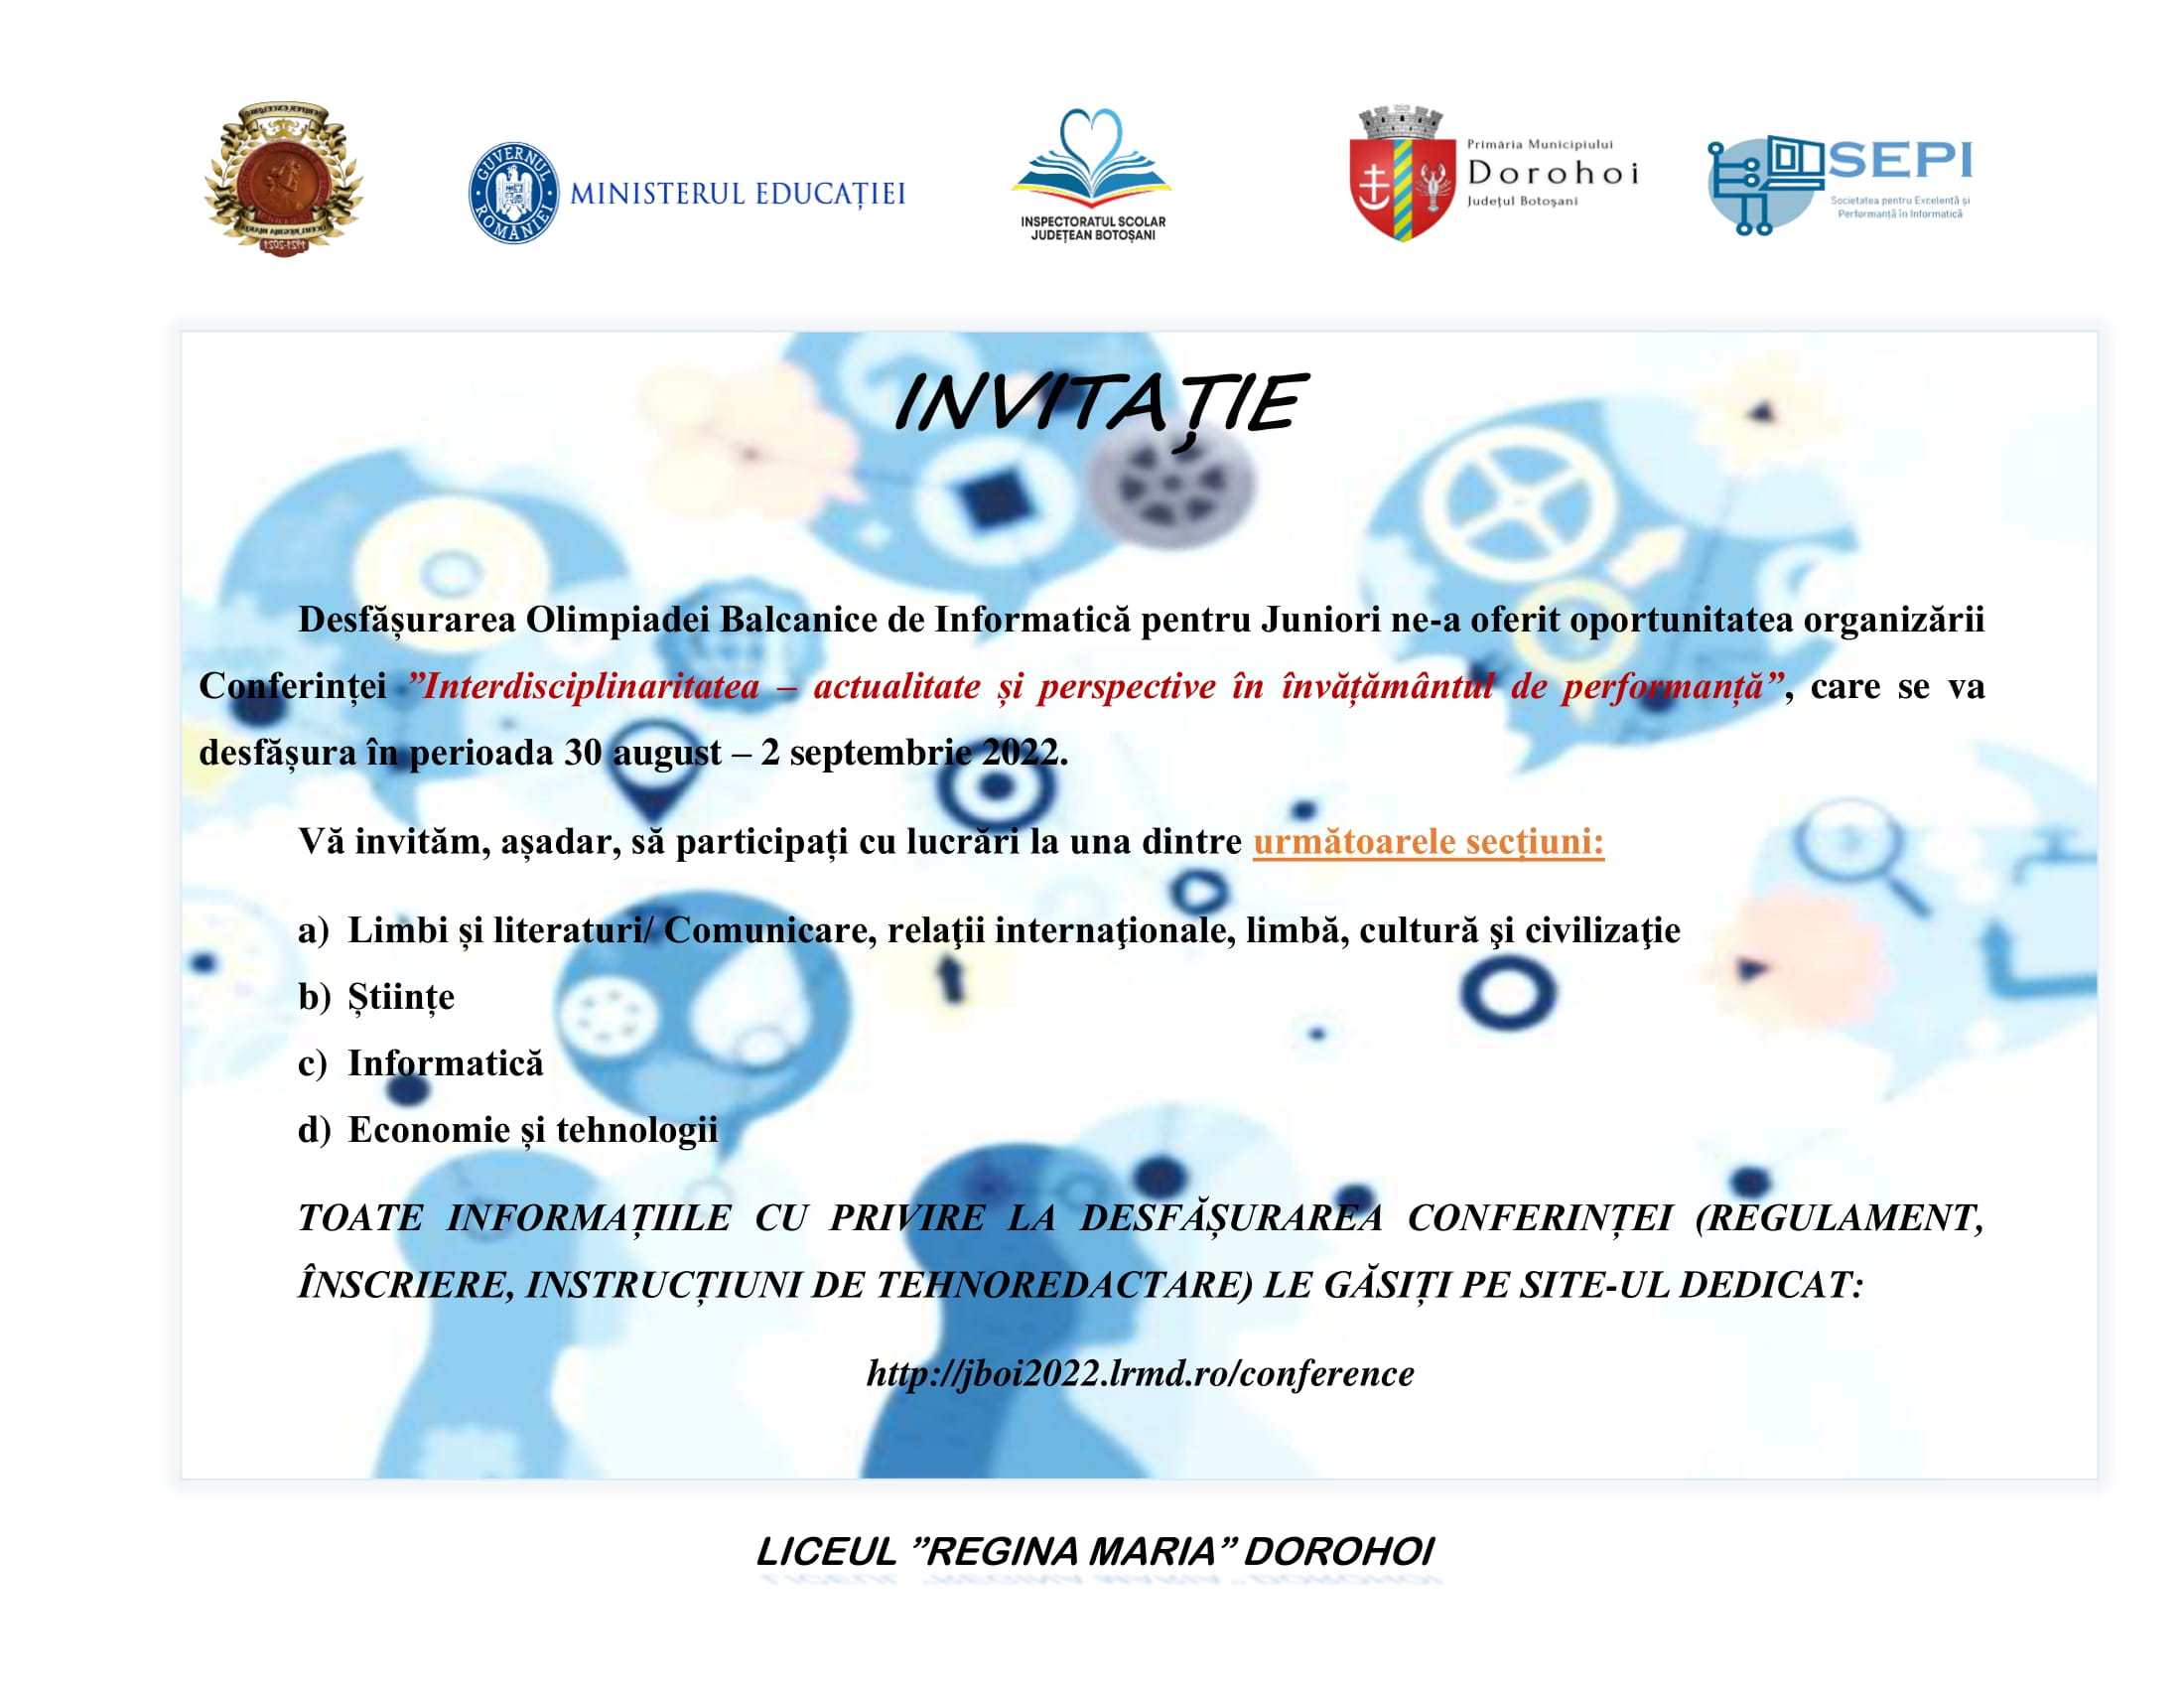 GUVERNUL ROMÂNIEI
MINISTERUL EDUCAȚIEI
INSPECTORATUL SCOLAR
JUDEȚEAN BOTOȘANI
Primăria Municipiului
Dorohoi
Județul Botoșani
SEPI
Societatea pentru Excelență și
Performanță în Informatică
INVITAȚIE
Desfășurarea Olimpiadei Balcanice de Informatică pentru Juniori ne-a oferit oportunitatea organizării
Conferinței ”Interdisciplinaritatea – actualitate și perspective în învățământul de performanță”, care se va
desfășura în perioada 30 august – 2 septembrie 2022.
Vă invităm, așadar, să participați cu lucrări la una dintre următoarele secțiuni:
a) Limbi și literaturi/ Comunicare, relaţii internaţionale, limbă, cultură şi civilizaţie
b) Științe
c) Informatică
d) Economie și tehnologii
TOATE INFORMAȚIILE CU PRIVIRE LA DESFĂȘURAREA CONFERINȚEI (REGULAMENT,
ÎNSCRIERE, INSTRUCȚIUNI DE TEHNOREDACTARE) LE GĂSIȚI PE SITE-UL DEDICAT:
http://jboi2022.lrmd.ro/conference
LICEUL ”REGINA MARIA” DOROHOI